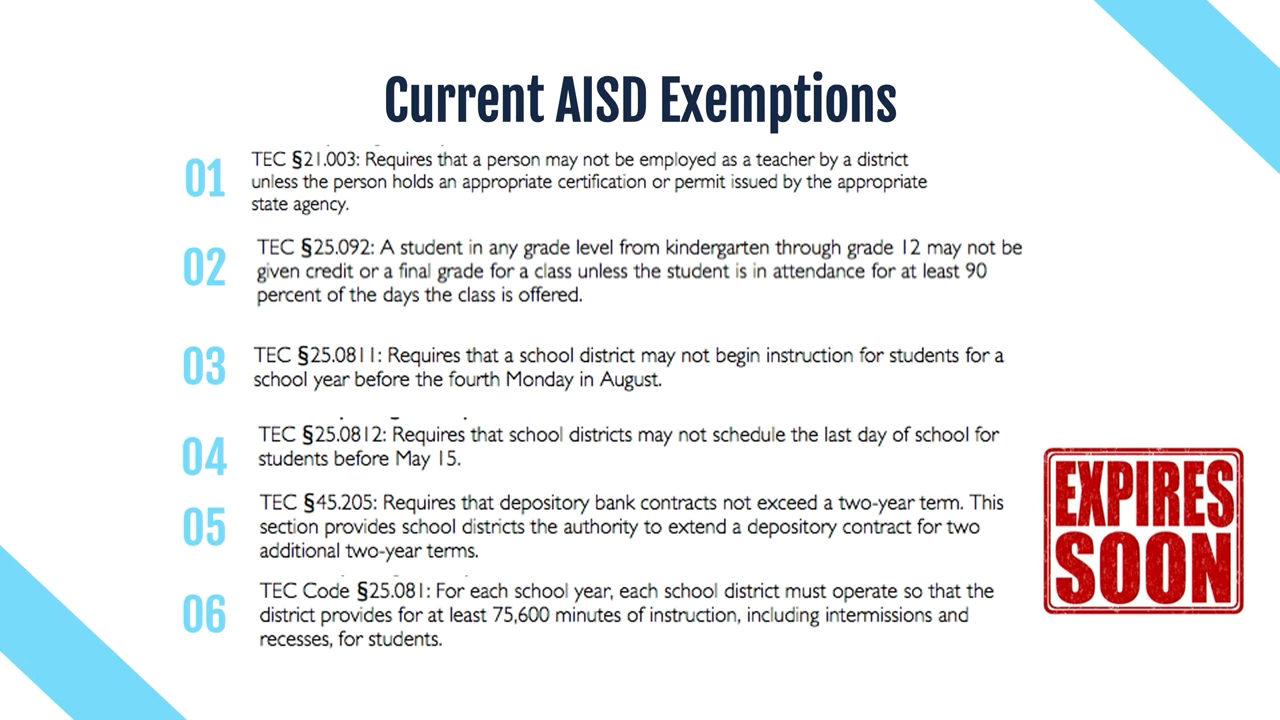 Current AISD Exemptions
01
TEC §21.003: Requires that a person may not be employed as a teacher by a district
unless the person holds an appropriate certification or permit issued by the appropriate
state agency.
02
TEC §25.092: A student in any grade level from kindergarten through grade 12 may not be
given credit or a final grade for a class unless the student is in attendance for at least 90
percent of the days the class is offered.
03
TEC §25.0811: Requires that a school district may not begin instruction for students for a
school year before the fourth Monday in August.
04
TEC §25.0812: Requires that school districts may not schedule the last day of school for
students before May 15.
05
TEC §45.205: Requires that depository bank contracts not exceed a two-year term. This
section provides school districts the authority to extend a depository contract for two
additional two-year terms.
06
TEC Code §25.081: For each school year, each school district must operate so that the
district provides for at least 75,600 minutes of instruction, including intermissions and
recesses, for students.
EXPIRES
SOON